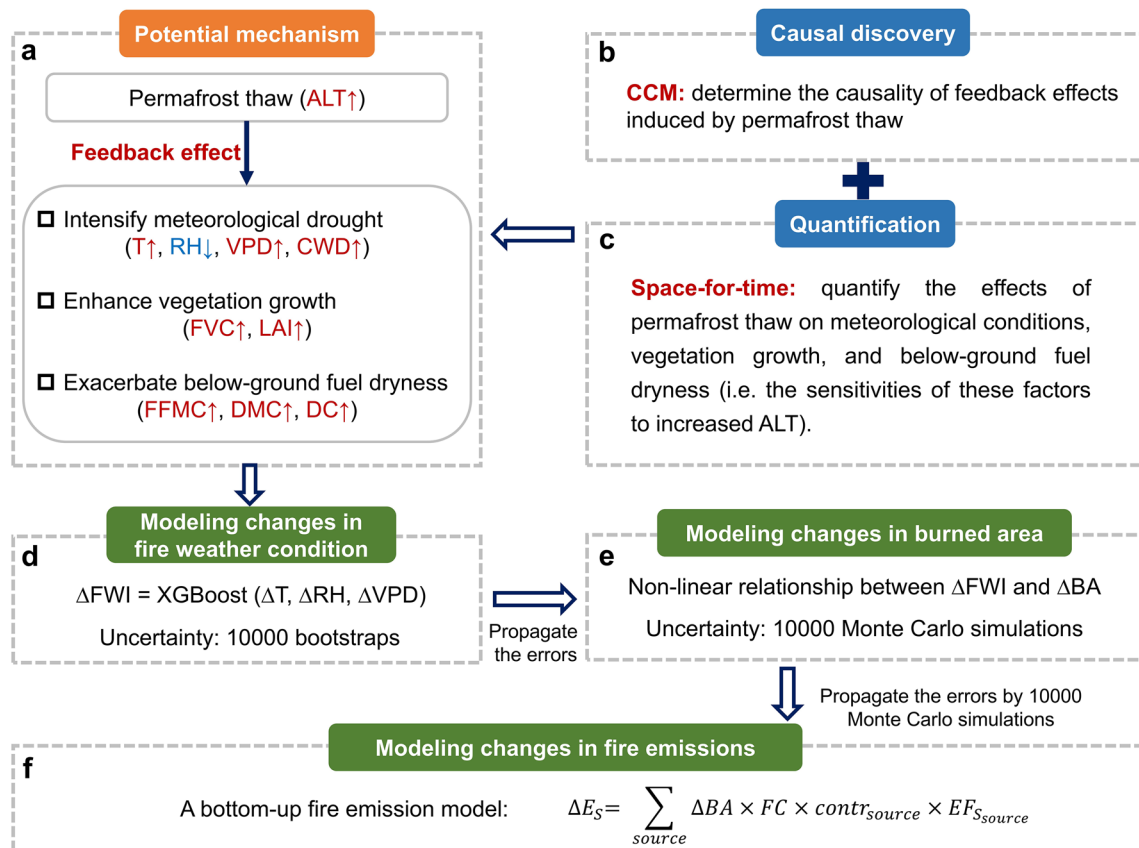 Potential mechanism
a
Permafrost thaw (ALT↑)
Feedback effect
Intensify meteorological drought
(T↑, RH↓, VPD↑, CWD↑)
Enhance vegetation growth
(FVC↑, LAI↑)
Exacerbate below-ground fuel dryness
(FFMC↑, DMC↑, DC↑)
Causal discovery
b
CCM: determine the causality of feedback effects
induced by permafrost thaw
Quantification
c
Space-for-time: quantify the effects of
permafrost thaw on meteorological conditions,
vegetation growth, and below-ground fuel
dryness (i.e. the sensitivities of these factors
to increased ALT).
Modeling changes in
fire weather condition
d
ΔFWI = XGBoost (ΔT, ΔRH, ΔVPD)
Uncertainty: 10000 bootstraps
Propagate
the errors
Modeling changes in burned area
e
Non-linear relationship between ΔFWI and ΔBA
Uncertainty: 10000 Monte Carlo simulations
Propagate the errors by 10000
Monte Carlo simulations
Modeling changes in fire emissions
f
A bottom-up fire emission model: ΔE_S = ∑_{source} ΔBA × FC × contr_{source} × EF_{S_{source}}